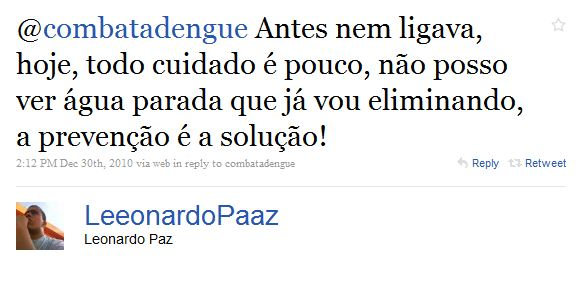 @combatadengue Antes nem ligava,
hoje, todo cuidado é pouco, não posso
ver água parada que já vou eliminando,
a prevenção é a solução!
2:12 PM Dec 30th, 2010 via web in reply to combatadengue
Reply Retweet
LeeonardoPaaz
Leonardo Paz